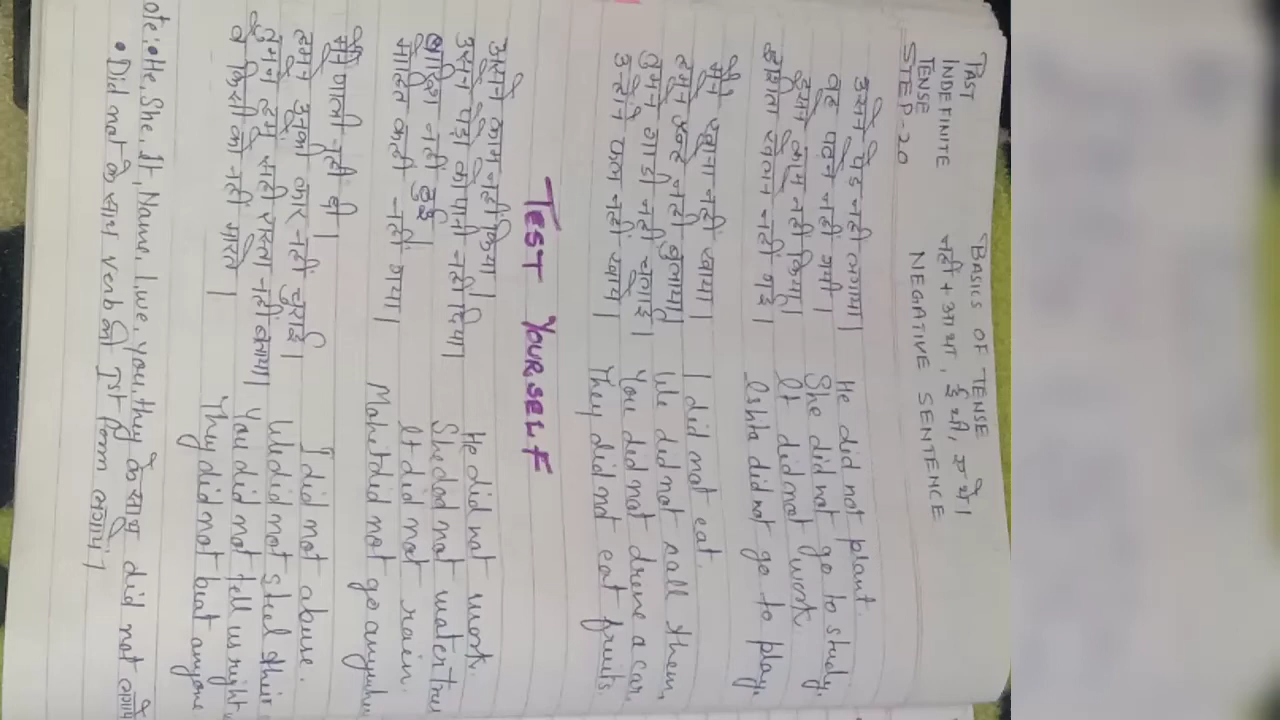 PAST INDEFINITE TENSE STEP-20
BASICS OF TENSE
नहीं + आ था, ई थी, ए थे।
NEGATIVE SENTENCE
उसने पेड़ नहीं लगाया। He did not plant.
वह पढ़ने नहीं गयी। She did not go to study.
इसने काम नहीं किया। It did not work.
इशिता खेलने नहीं गई। Ishta did not go to play.
मैंने खाना नहीं खाया। I did not eat.
हमने उन्हें नहीं बुलाया। We did not call them.
तुमने गाड़ी नहीं चलाई। You did not drive a car.
उन्होंने फल नहीं खाए। They did not eat fruits.
TEST YOURSELF
उसने काम नहीं किया। He did not work.
उसने पेड़ो को पानी नहीं दिया। She did not water trees
बारिश नहीं हुई। It did not rain.
मोहित कहीं नहीं गया। Mohit did not go anywhere
मैंने गाली नहीं दी। I did not abuse.
हमने उनकी कार नहीं चुराई। We did not steal their
तुमने हमें सही रास्ता नहीं बताया। You did not tell us right
वे किसी को नहीं मारते। They did not beat anyone
ote:• He, She, It, Name, I, we, you, they के साथ did not लगाएं
• Did not के साथ verb की Ist form लगाएं।